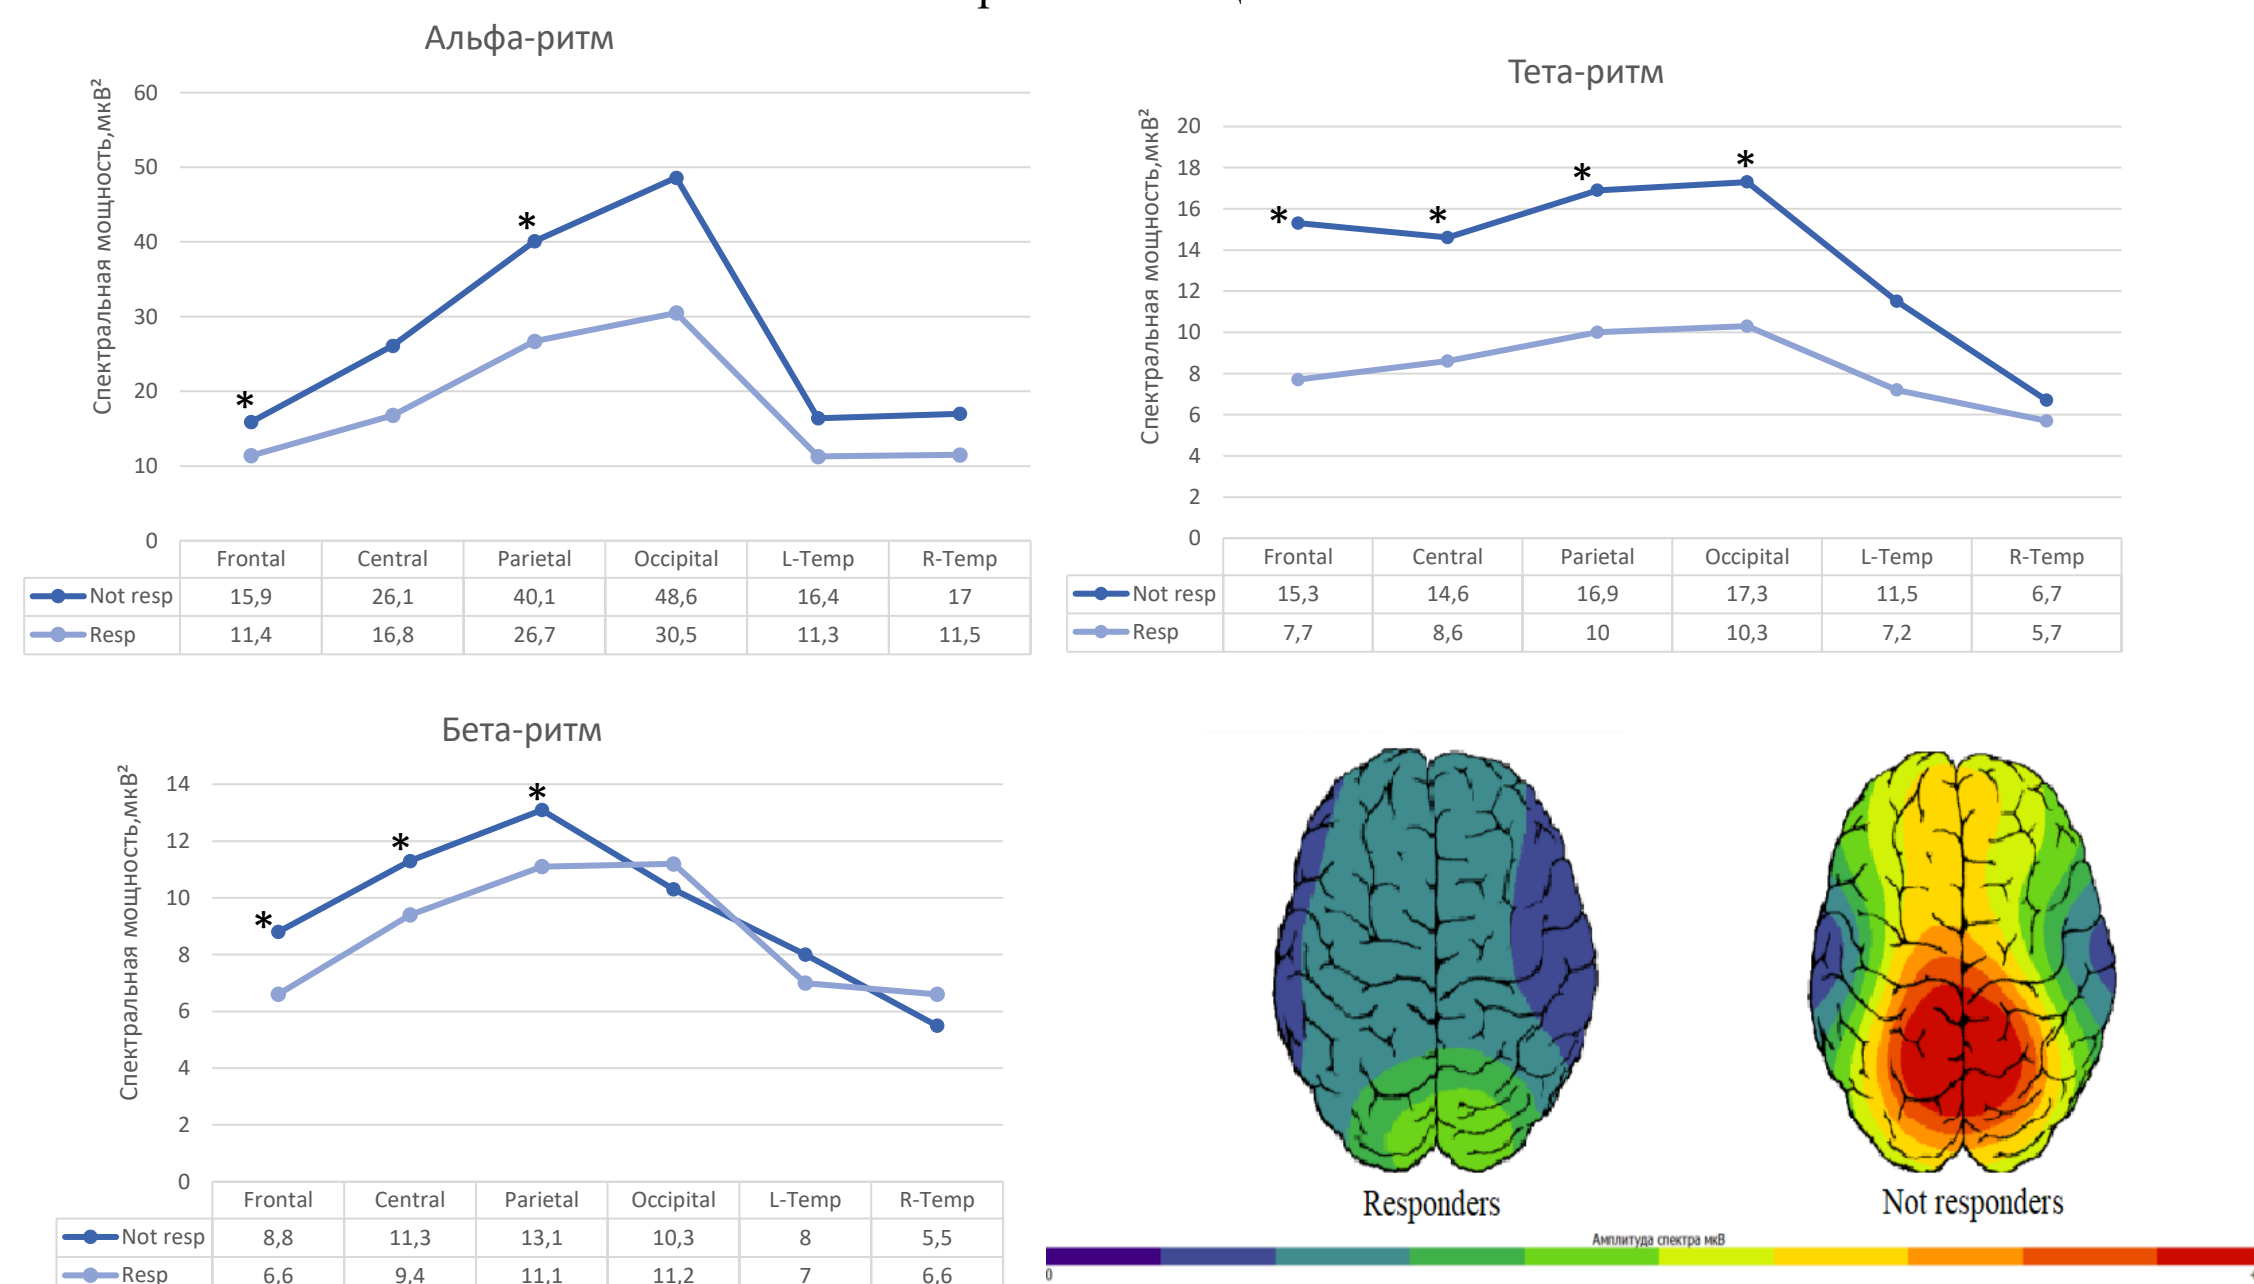 Альфа-ритм
Спектральная мощность,мкВ²
60
50
40
30
20
10
0
* *
Frontal Central Parietal Occipital L-Temp R-Temp
Not resp 15,9 26,1 40,1 48,6 16,4 17
Resp 11,4 16,8 26,7 30,5 11,3 11,5
Тета-ритм
Спектральная мощность,мкВ²
20
18
16
14
12
10
8
6
4
2
0
* * * *
Frontal Central Parietal Occipital L-Temp R-Temp
Not resp 15,3 14,6 16,9 17,3 11,5 6,7
Resp 7,7 8,6 10 10,3 7,2 5,7
Бета-ритм
Спектральная мощность,мкВ²
14
12
10
8
6
4
2
0
* * *
Frontal Central Parietal Occipital L-Temp R-Temp
Not resp 8,8 11,3 13,1 10,3 8 5,5
Resp 6,6 9,4 11,1 11,2 7 6,6
Responders Not responders
Амплитуда спектра мкВ
0